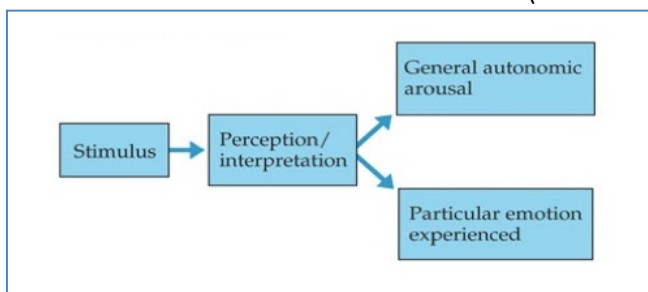 General autonomic
arousal
Stimulus
Perception/
interpretation
Particular emotion
experienced